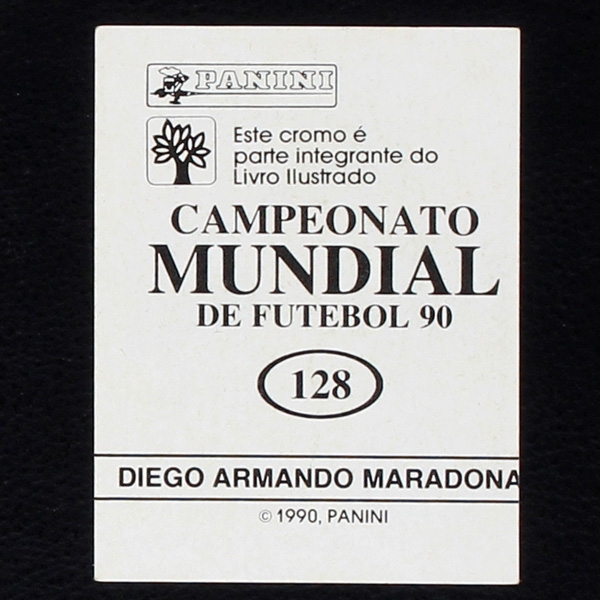 PANINI
Este cromo é
parte integrante do
Livro Ilustrado
CAMPEONATO
MUNDIAL
DE FUTEBOL 90
128
DIEGO ARMANDO MARADONA
© 1990, PANINI